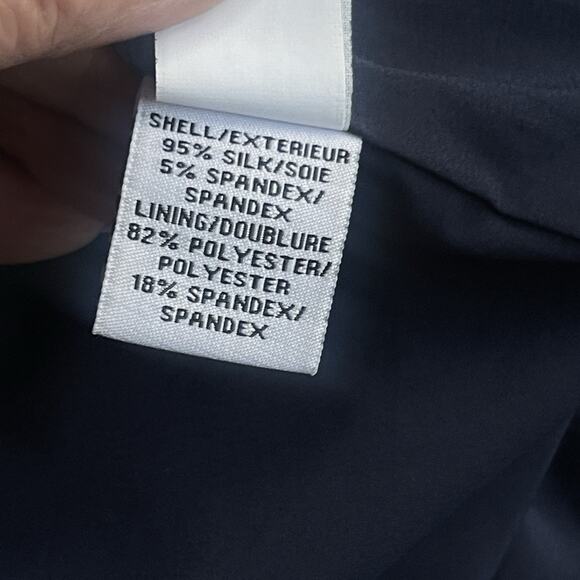 SHELL/EXTERIEUR
95% SILK/SOIE
5% SPANDEX/
SPANDEX
LINING/DOUBLURE
82% POLYESTER/
POLYESTER
18% SPANDEX/
SPANDEX